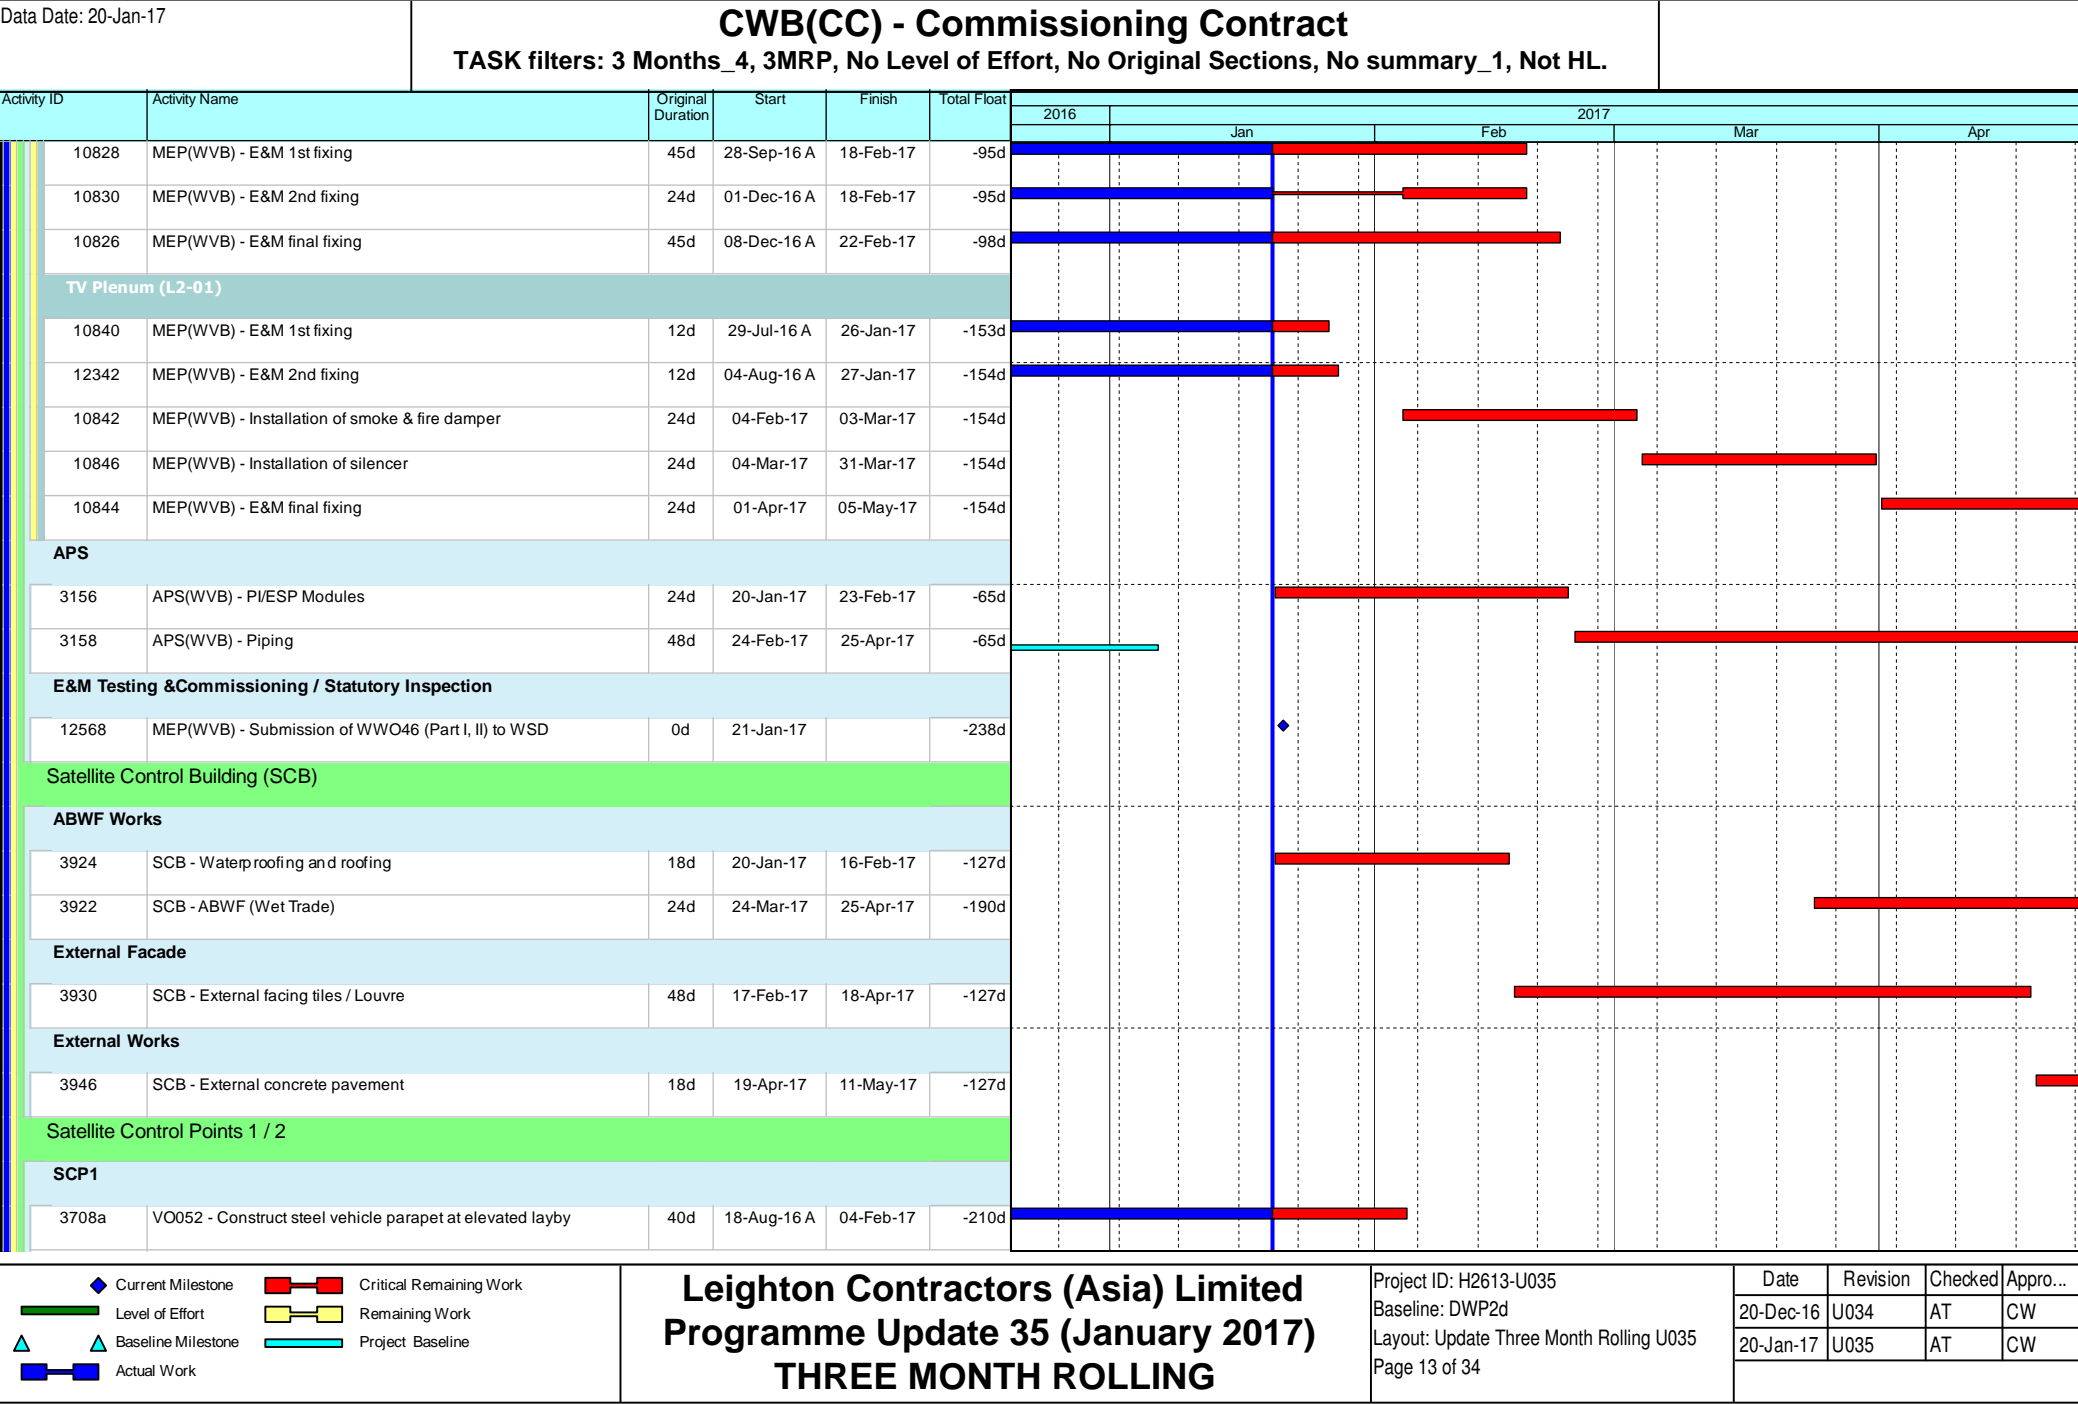 Data Date: 20-Jan-17
CWB(CC) - Commissioning Contract
TASK filters: 3 Months_4, 3MRP, No Level of Effort, No Original Sections, No summary_1, Not HL.
Activity ID Activity Name Original Duration Start Finish Total Float
2016 2017
Jan Feb Mar Apr
10828 MEP(WVB) - E&M 1st fixing 45d 28-Sep-16 A 18-Feb-17 -95d
10830 MEP(WVB) - E&M 2nd fixing 24d 01-Dec-16 A 18-Feb-17 -95d
10826 MEP(WVB) - E&M final fixing 45d 08-Dec-16 A 22-Feb-17 -98d
TV Plenum (L2-01)
10840 MEP(WVB) - E&M 1st fixing 12d 29-Jul-16 A 26-Jan-17 -153d
12342 MEP(WVB) - E&M 2nd fixing 12d 04-Aug-16 A 27-Jan-17 -154d
10842 MEP(WVB) - Installation of smoke & fire damper 24d 04-Feb-17 03-Mar-17 -154d
10846 MEP(WVB) - Installation of silencer 24d 04-Mar-17 31-Mar-17 -154d
10844 MEP(WVB) - E&M final fixing 24d 01-Apr-17 05-May-17 -154d
APS
3156 APS(WVB) - PI/ESP Modules 24d 20-Jan-17 23-Feb-17 -65d
3158 APS(WVB) - Piping 48d 24-Feb-17 25-Apr-17 -65d
E&M Testing &Commissioning / Statutory Inspection
12568 MEP(WVB) - Submission of WWO46 (Part I, II) to WSD 0d 21-Jan-17 -238d
Satellite Control Building (SCB)
ABWF Works
3924 SCB - Waterproofing and roofing 18d 20-Jan-17 16-Feb-17 -127d
3922 SCB - ABWF (Wet Trade) 24d 24-Mar-17 25-Apr-17 -190d
External Facade
3930 SCB - External facing tiles / Louvre 48d 17-Feb-17 18-Apr-17 -127d
External Works
3946 SCB - External concrete pavement 18d 19-Apr-17 11-May-17 -127d
Satellite Control Points 1 / 2
SCP1
3708a VO052 - Construct steel vehicle parapet at elevated layby 40d 18-Aug-16 A 04-Feb-17 -210d
Current Milestone Critical Remaining Work
Level of Effort Remaining Work
Baseline Milestone Project Baseline
Actual Work
Leighton Contractors (Asia) Limited
Programme Update 35 (January 2017)
THREE MONTH ROLLING
Project ID: H2613-U035
Baseline: DWP2d
Layout: Update Three Month Rolling U035
Page 13 of 34
Date Revision Checked Appro...
20-Dec-16 U034 AT CW
20-Jan-17 U035 AT CW